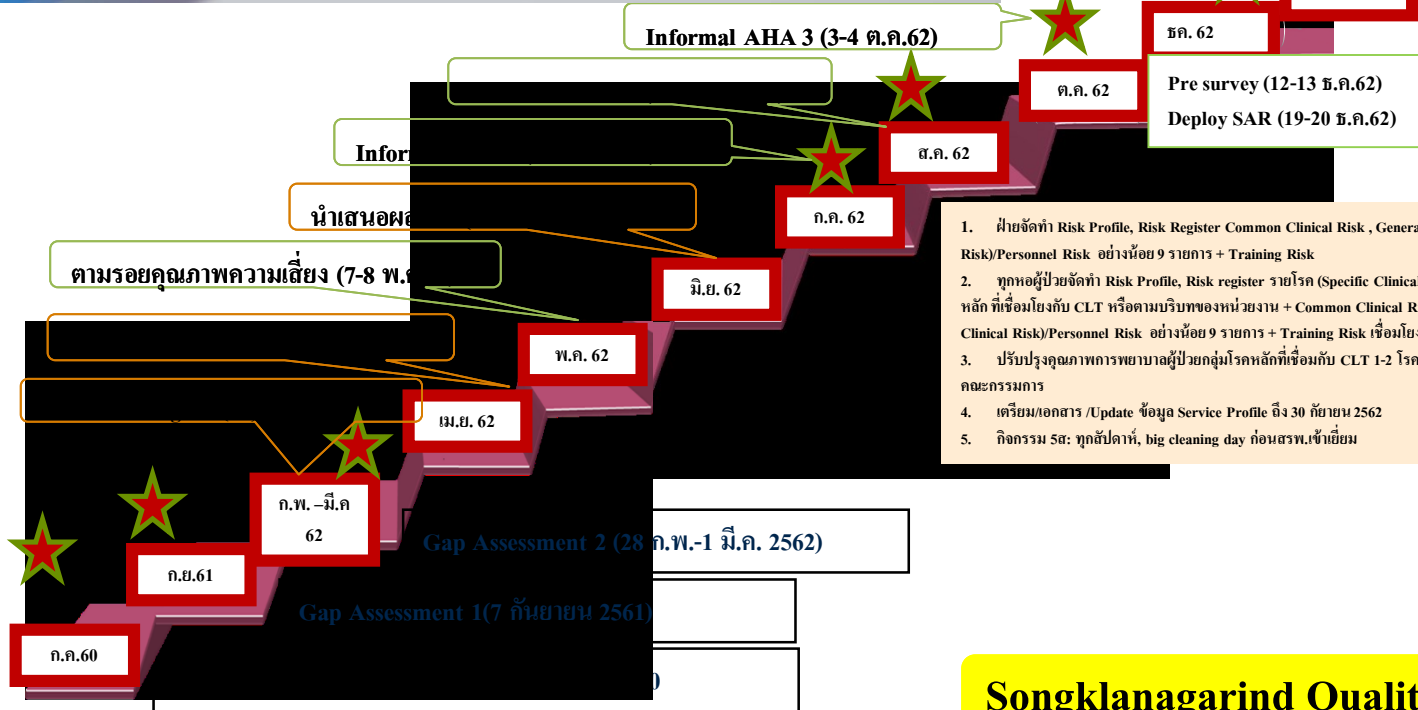 Informal AHA 3 (3-4 ต.ค.62)
ธค. 62
ต.ค. 62
Pre survey (12-13 ธ.ค.62)
Deploy SAR (19-20 ธ.ค.62)
ส.ค. 62
ก.ค. 62
นำเสนอผล
ตามรอยคุณภาพความเสี่ยง (7-8 พ.ค
มิ.ย. 62
พ.ค. 62
เม.ย. 62
1. ฝ่ายจัดทำ Risk Profile, Risk Register Common Clinical Risk , Genera
Risk)/Personnel Risk อย่างน้อย 9 รายการ + Training Risk
2. ทุกหอผู้ป่วยจัดทำ Risk Profile, Risk register รายโรค (Specific Clinical
หลัก ที่เชื่อมโยงกับ CLT หรือตามบริบทของหน่วยงาน + Common Clinical R
Clinical Risk)/Personnel Risk อย่างน้อย 9 รายการ + Training Risk เชื่อมโยง
3. ปรับปรุงคุณภาพการพยาบาลผู้ป่วยกลุ่มโรคหลักที่เชื่อมกับ CLT 1-2 โรค
คณะกรรมการ
4. เตรียม/เอกสาร /Update ข้อมูล Service Profile ถึง 30 กันยายน 2562
5. กิจกรรม 5ส: ทุกสัปดาห์, big cleaning day ก่อนสรพ.เข้าเยี่ยม
ก.พ. –มี.ค
62
Gap Assessment 2 (28 ก.พ.-1 มี.ค. 2562)
ก.ย.61
Gap Assessment 1(7 กันยายน 2561)
ก.ค.60
Songklanagarind Qualit